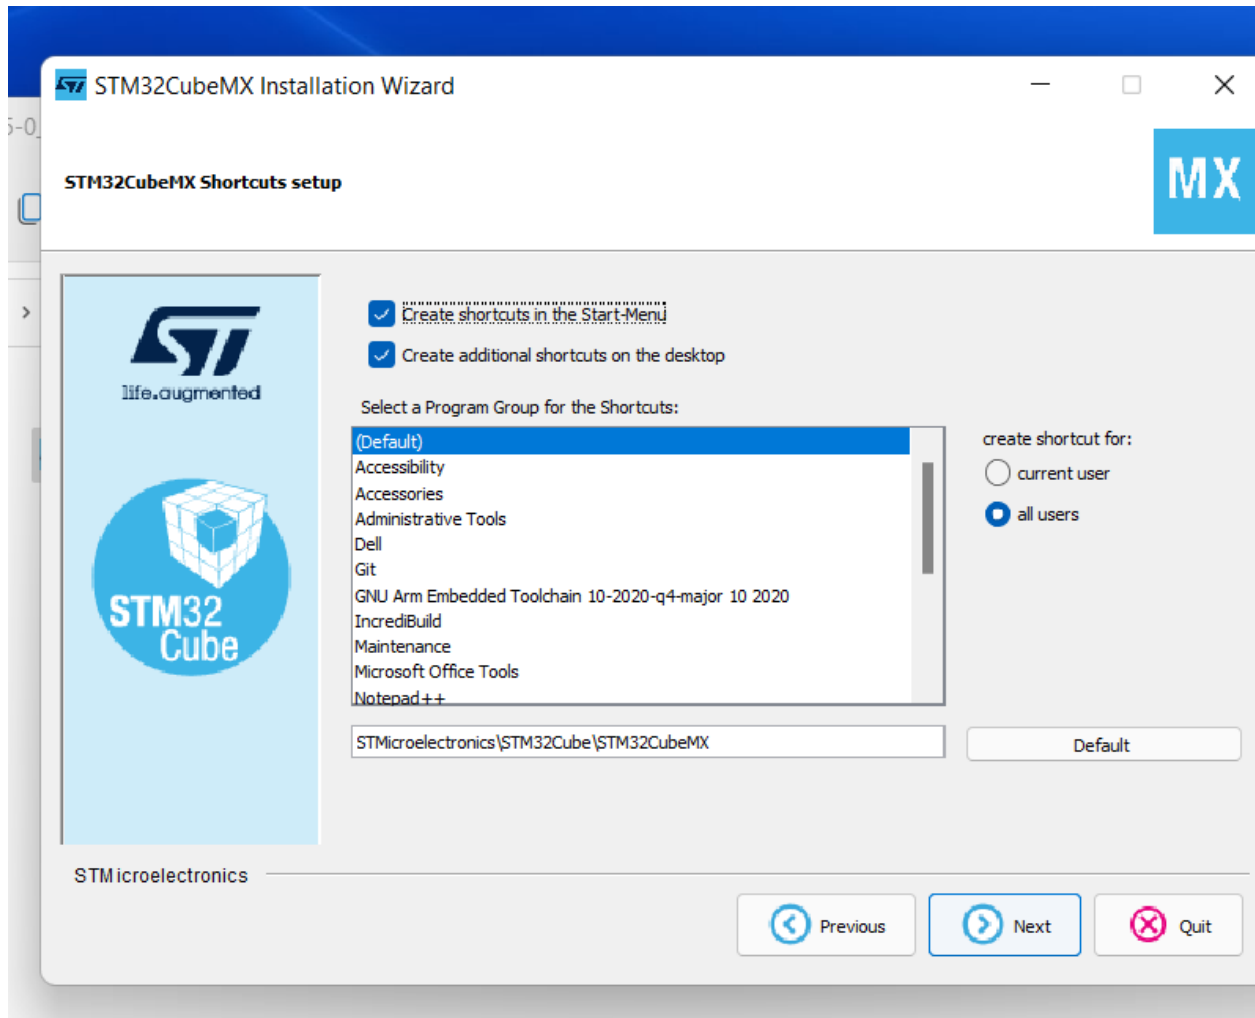 STM32CubeMX Installation Wizard
5-0_
STM32CubeMX Shortcuts setup
MX
life.augmented
STM32
Cube
Create shortcuts in the Start-Menu
Create additional shortcuts on the desktop
Select a Program Group for the Shortcuts:
(Default)
Accessibility
Accessories
Administrative Tools
Dell
Git
GNU Arm Embedded Toolchain 10-2020-q4-major 10 2020
IncrediBuild
Maintenance
Microsoft Office Tools
Notepad++
create shortcut for:
current user
all users
STMicroelectronics\STM32Cube\STM32CubeMX
Default
STMicroelectronics
Previous
Next
Quit